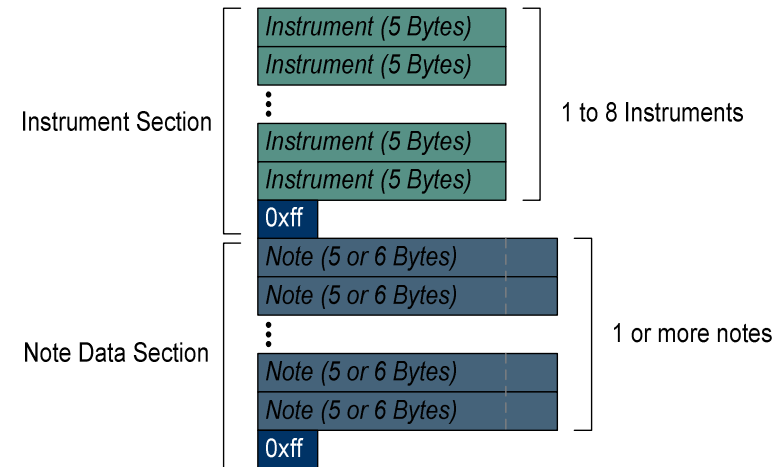 Instrument (5 Bytes)
Instrument (5 Bytes)
Instrument Section
1 to 8 Instruments
Instrument (5 Bytes)
Instrument (5 Bytes)
0xff
Note (5 or 6 Bytes)
Note (5 or 6 Bytes)
1 or more notes
Note Data Section
Note (5 or 6 Bytes)
Note (5 or 6 Bytes)
0xff